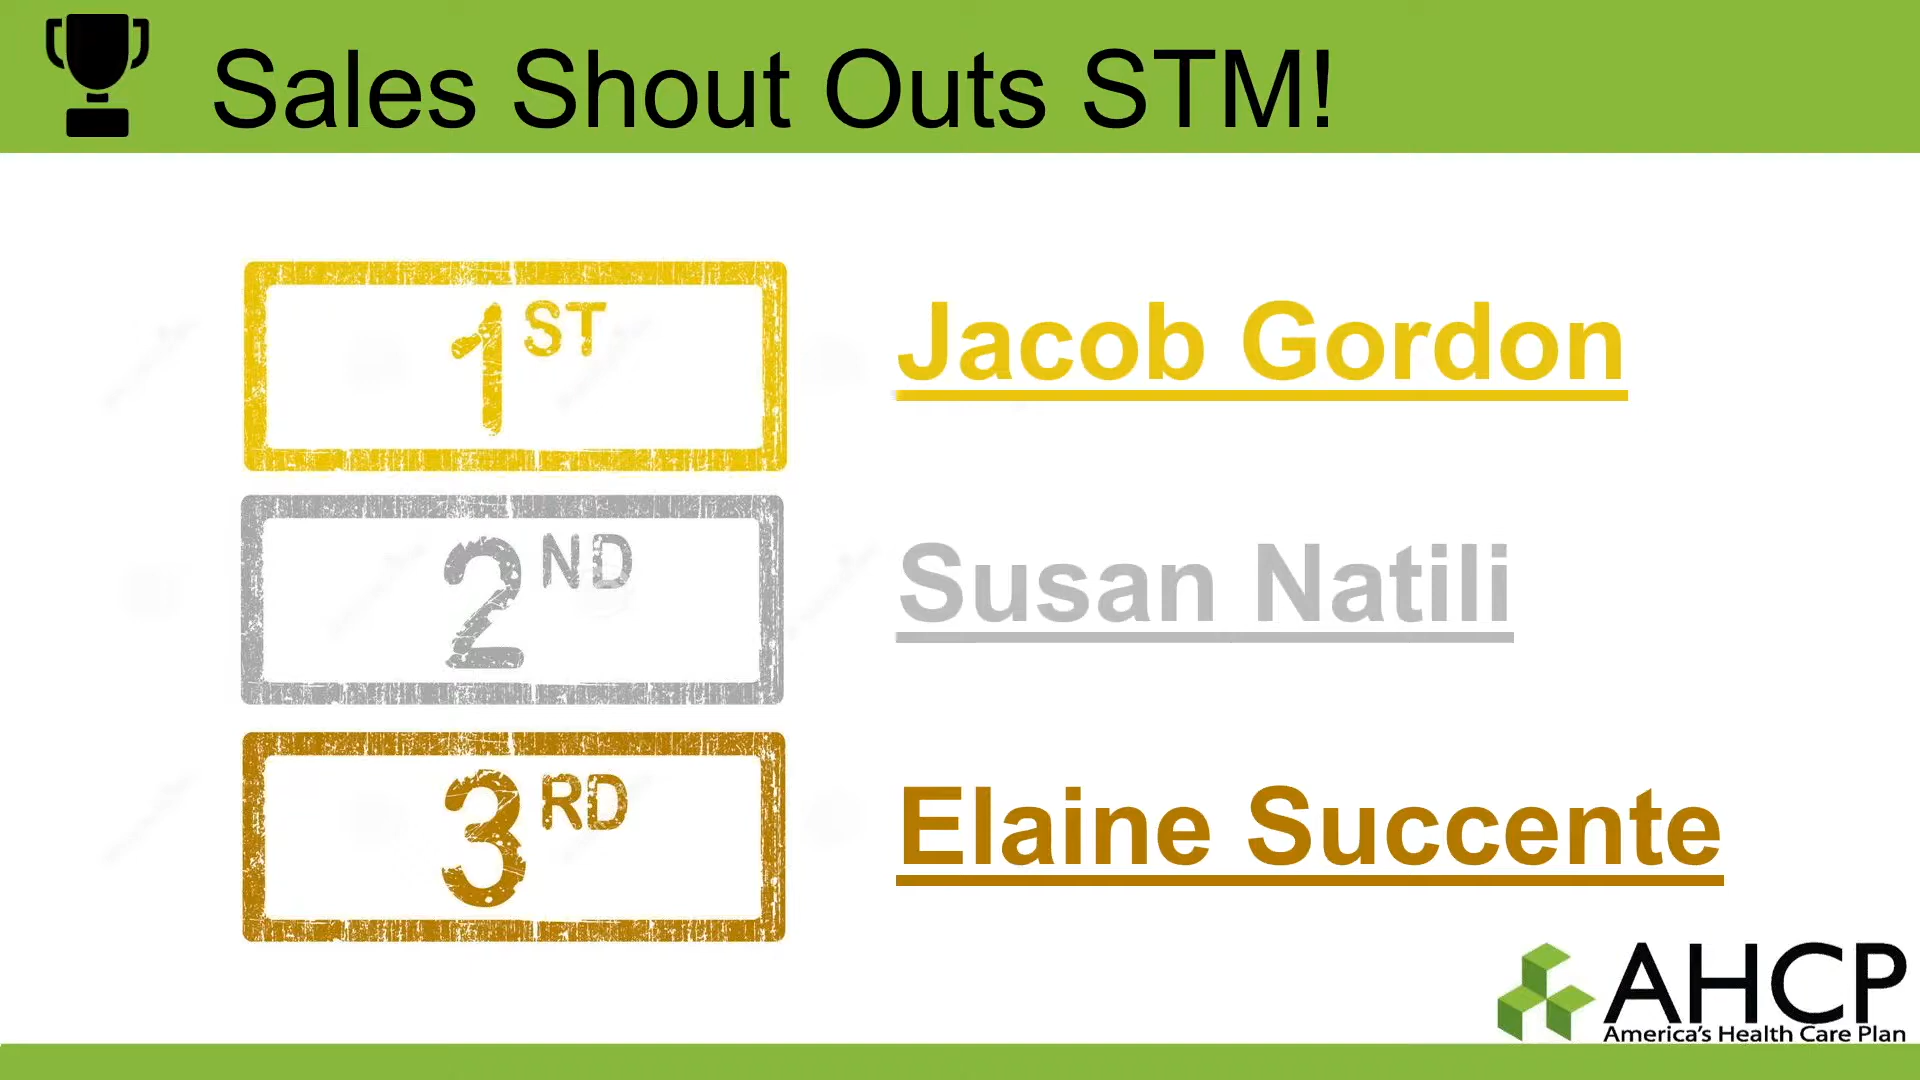 Sales Shout Outs STM!
1ST
Jacob Gordon
2ND
Susan Natili
3RD
Elaine Succente
AHCP
America's Health Care Plan